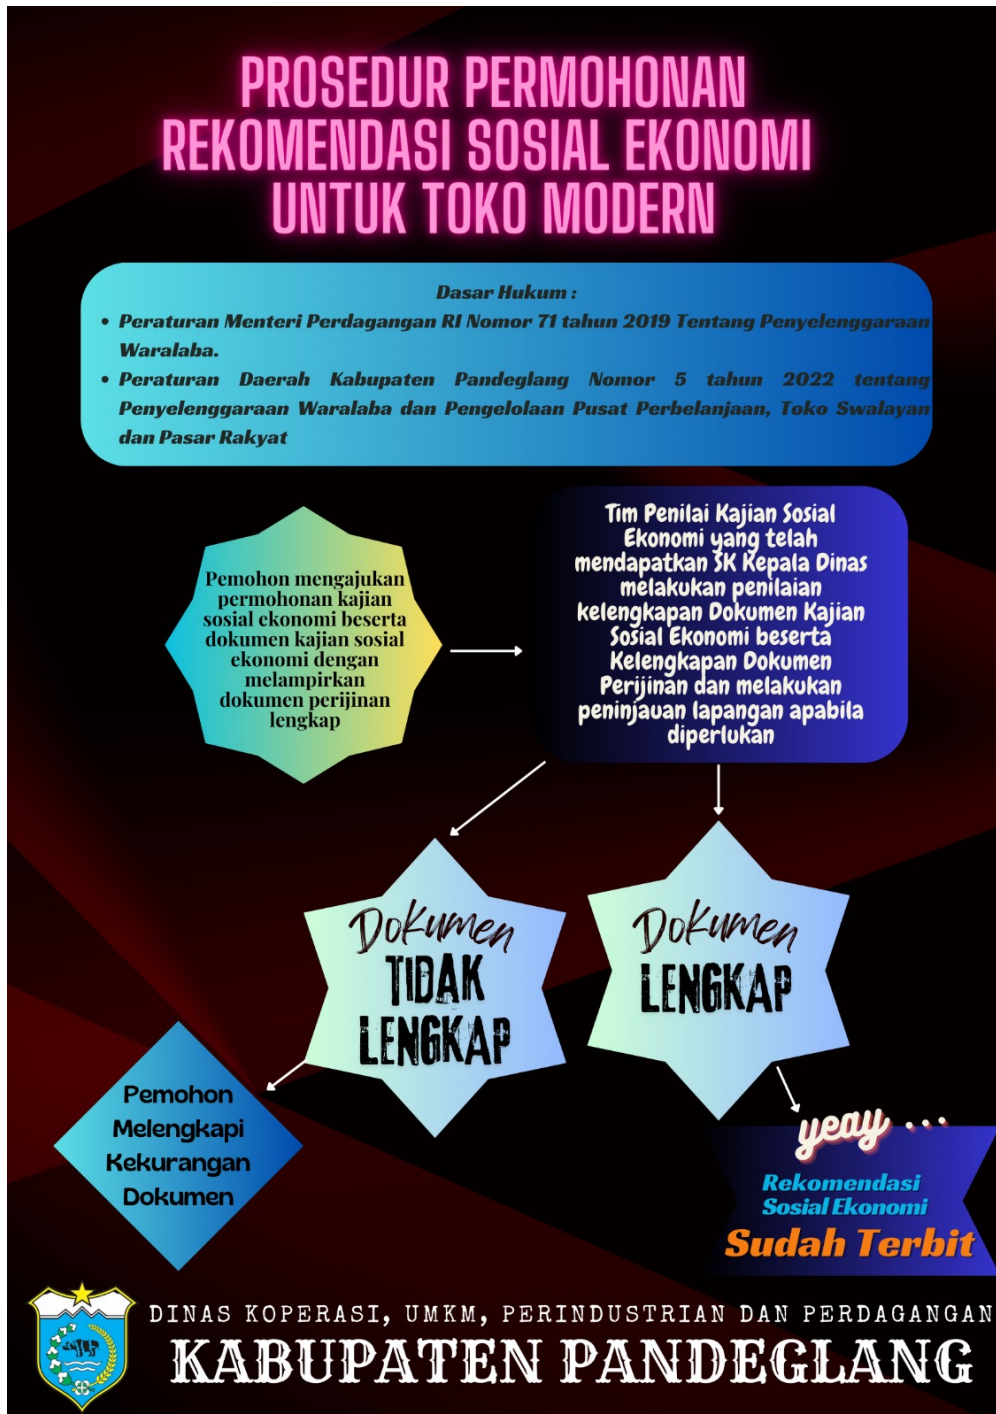 PROSEDUR PERMOHONAN
REKOMENDASI SOSIAL EKONOMI
UNTUK TOKO MODERN
Dasar Hukum :
• Peraturan Menteri Perdagangan RI Nomor 71 tahun 2019 Tentang Penyelenggaraan
Waralaba.
• Peraturan Daerah Kabupaten Pandeglang Nomor 5 tahun 2022 tentang
Penyelenggaraan Waralaba dan Pengelolaan Pusat Perbelanjaan, Toko Swalayan
dan Pasar Rakyat
Pemohon mengajukan
permohonan kajian
sosial ekonomi beserta
dokumen kajian sosial
ekonomi dengan
melampirkan
dokumen perijinan
lengkap
Tim Penilai Kajian Sosial
Ekonomi yang telah
mendapatkan SK Kepala Dinas
melakukan penilaian
kelengkapan Dokumen Kajian
Sosial Ekonomi beserta
Kelengkapan Dokumen
Perijinan dan melakukan
peninjauan lapangan apabila
diperlukan
Dokumen
TIDAK
LENGKAP
Dokumen
LENGKAP
Pemohon
Melengkapi
Kekurangan
Dokumen
yeay ...
Rekomendasi
Sosial Ekonomi
Sudah Terbit
DINAS KOPERASI, UMKM, PERINDUSTRIAN DAN PERDAGANGAN
KABUPATEN PANDEGLANG